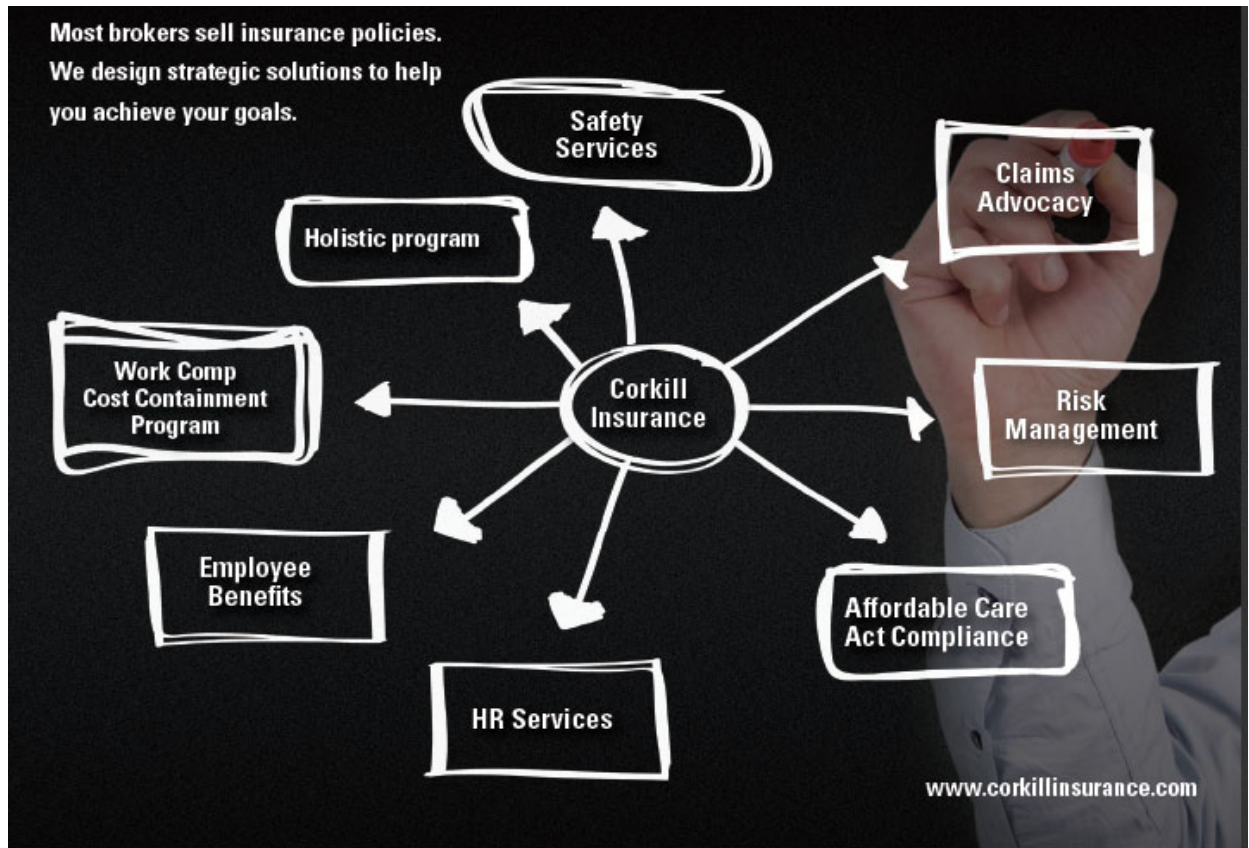 Most brokers sell insurance policies.
We design strategic solutions to help
you achieve your goals.
Safety
Services
Claims
Advocacy
Holistic program
Work Comp
Cost Containment
Program
Corkill
Insurance
Risk
Management
Employee
Benefits
Affordable Care
Act Compliance
HR Services
www.corkillinsurance.com